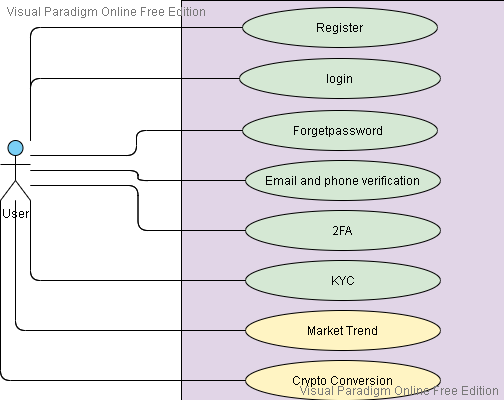 Visual Paradigm Online Free Edition
Register
login
Forgetpassword
Email and phone verification
User
2FA
KYC
Market Trend
Crypto Conversion
Visual Paradigm Online Free Edition